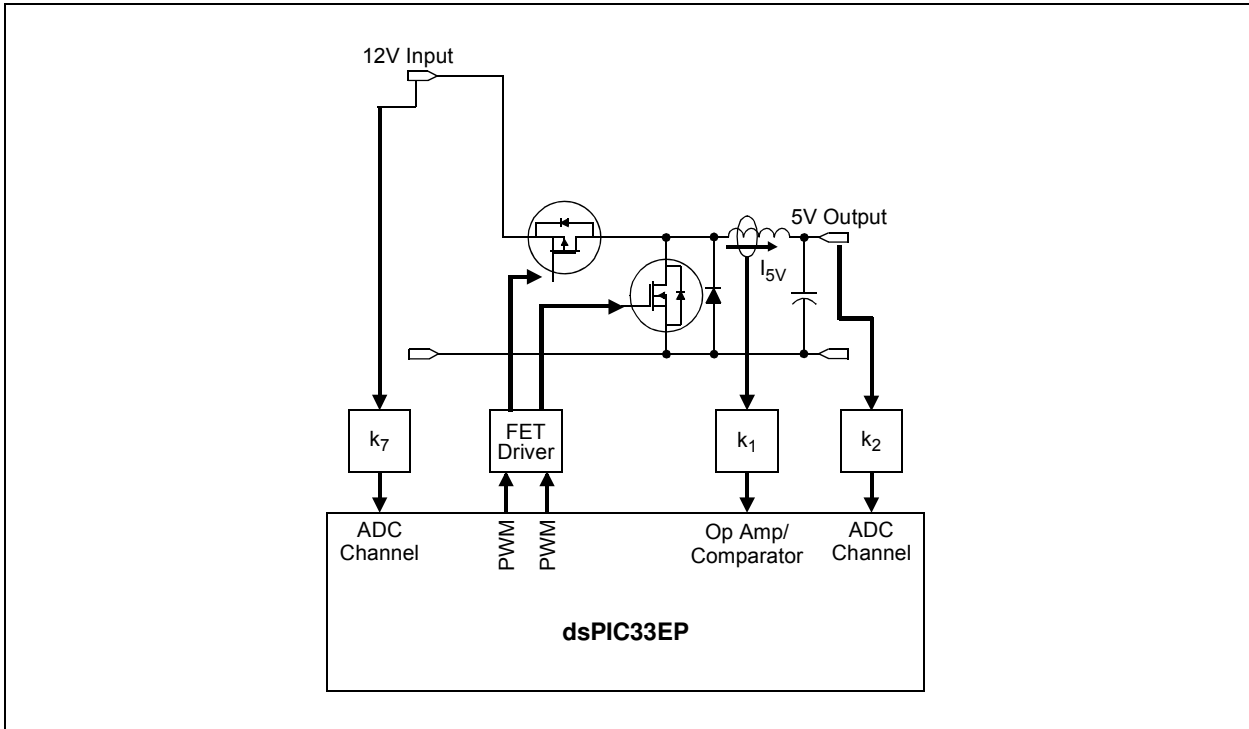 12V Input
5V Output
I5V
k7
FET
Driver
k1
k2
ADC
Channel
PWM
PWM
Op Amp/
Comparator
ADC
Channel
dsPIC33EP